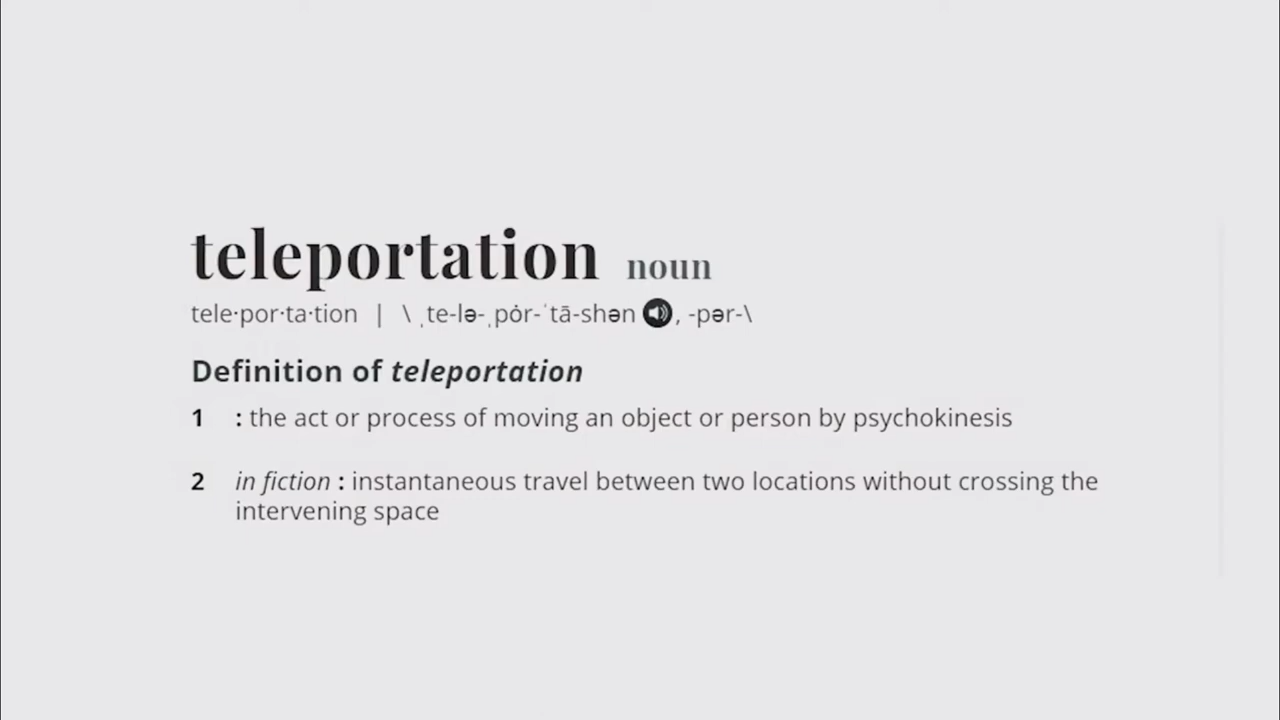 teleportation noun
tele·por·ta·tion | \ ˌte-lə-ˌpȯr-ˈtā-shən , -pər-\
Definition of teleportation
1 : the act or process of moving an object or person by psychokinesis
2 in fiction : instantaneous travel between two locations without crossing the
intervening space